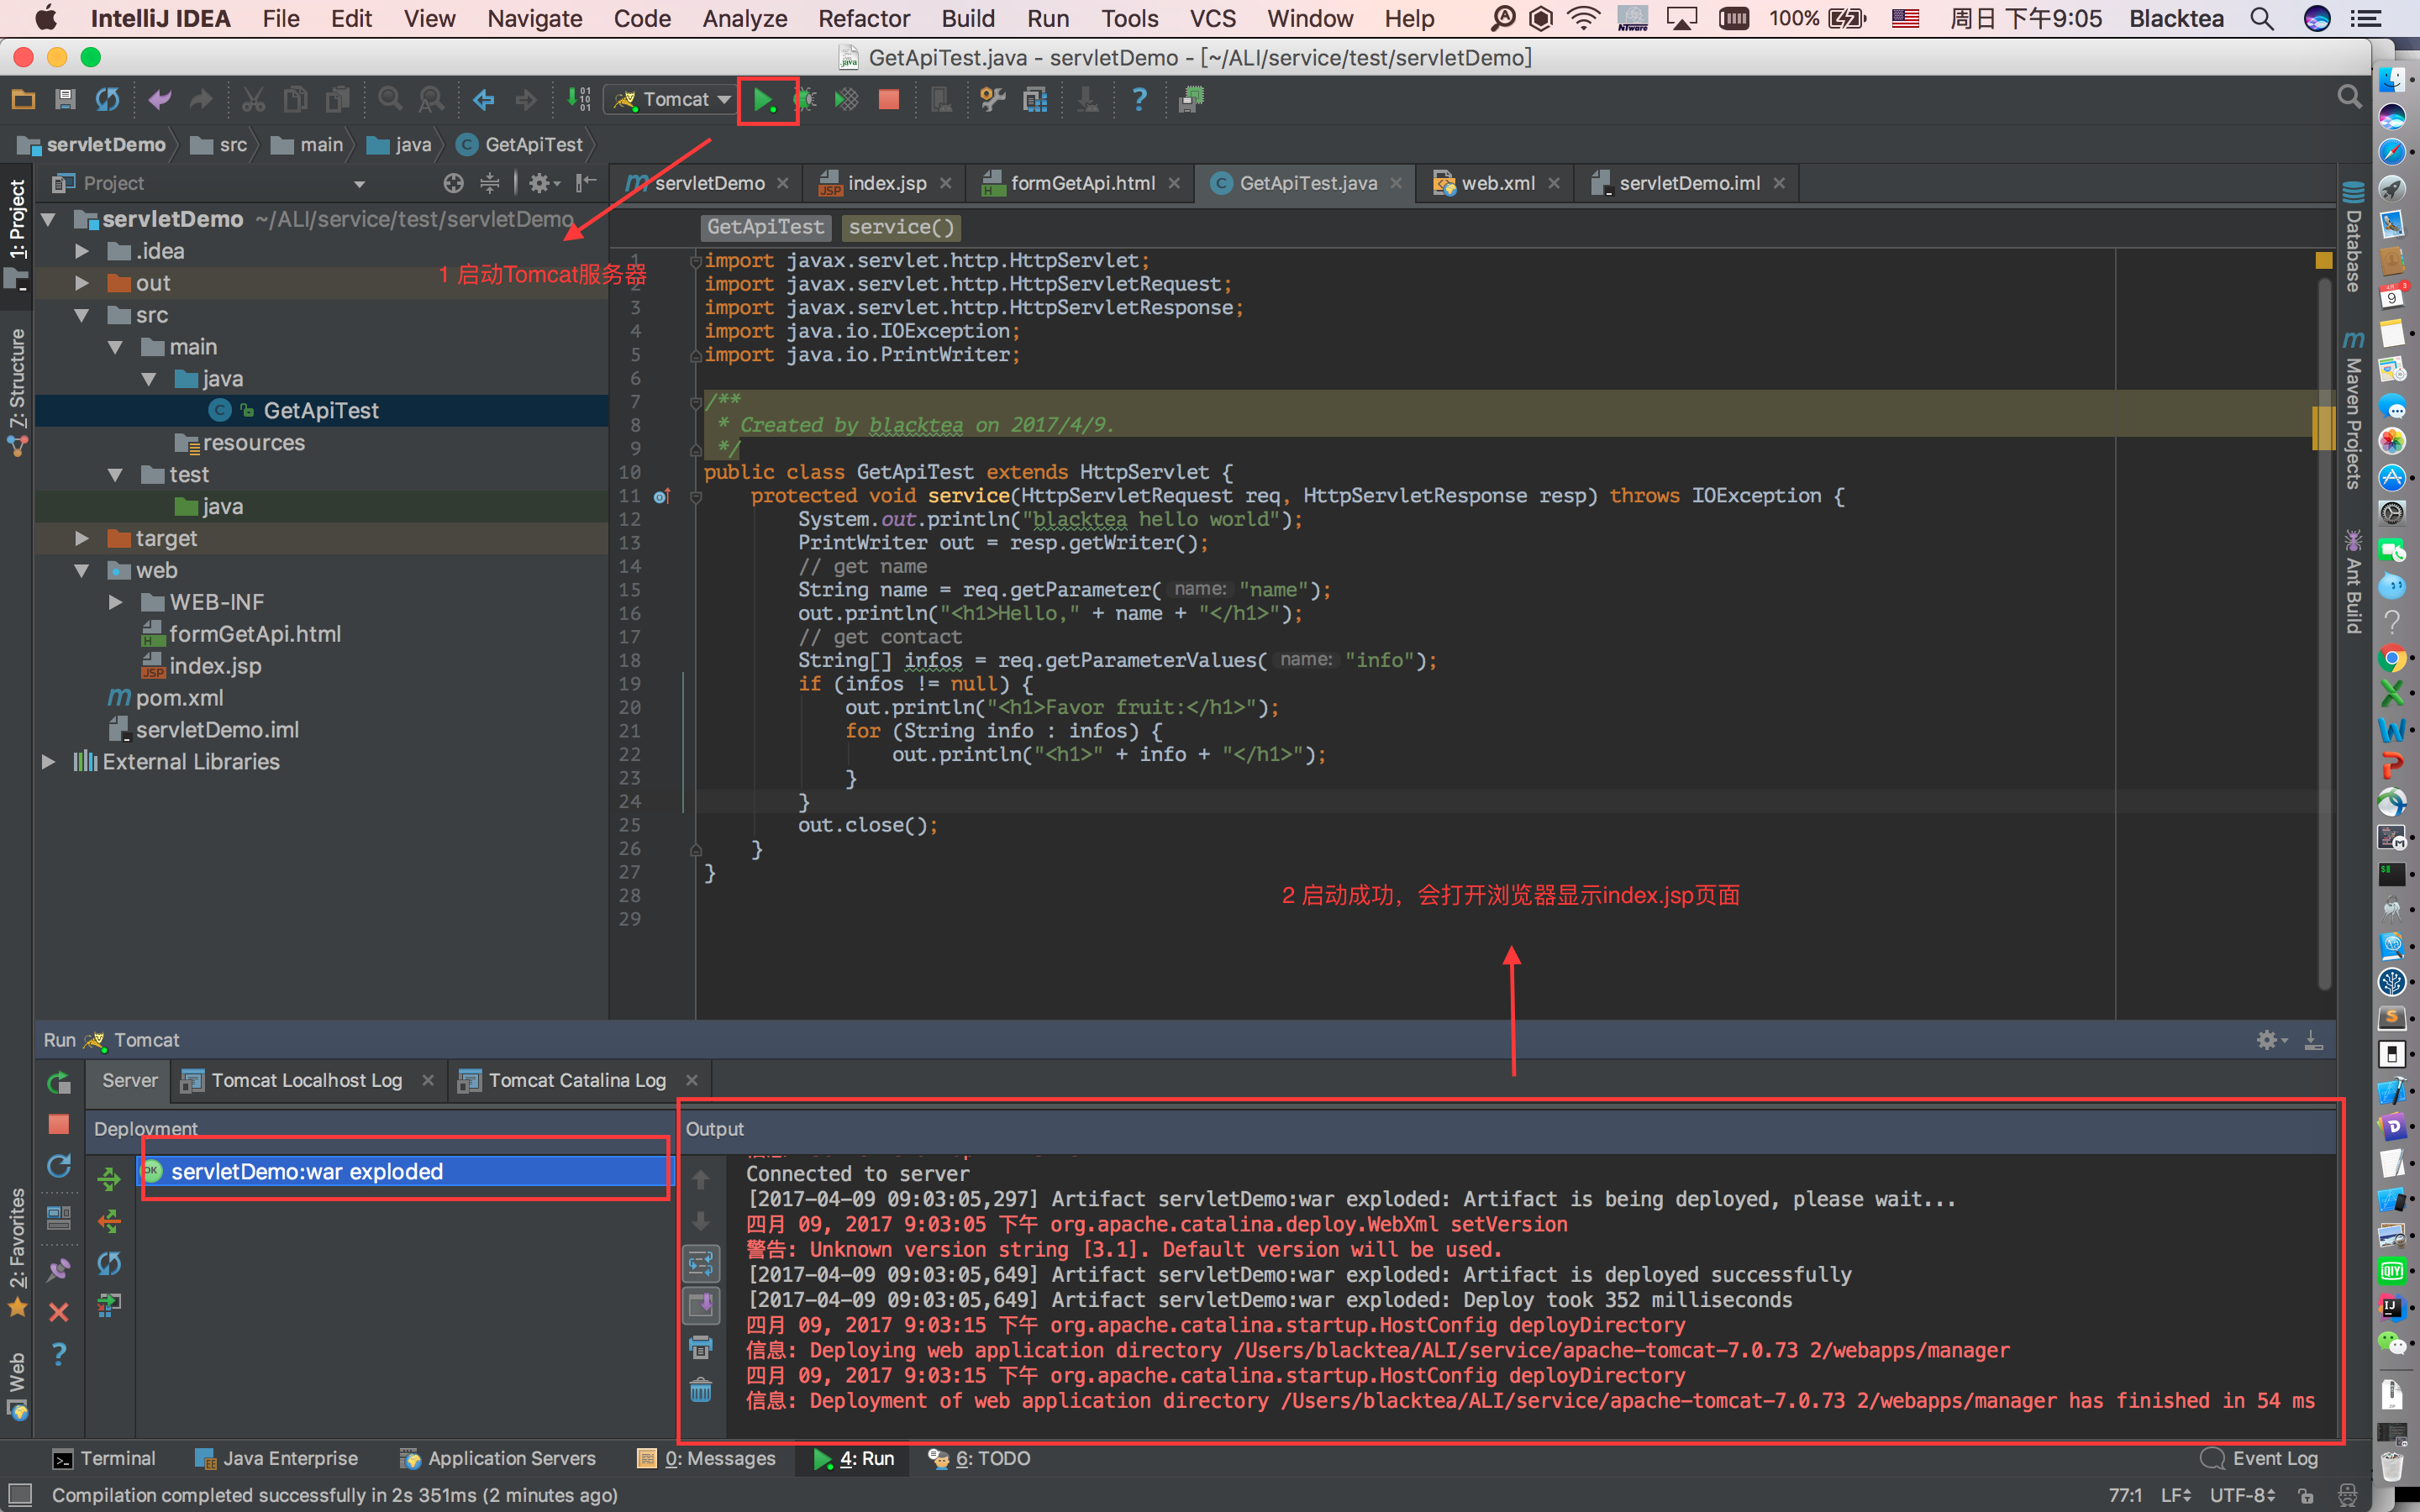 IntelliJ IDEA File Edit View Navigate Code Analyze Refactor Build Run Tools VCS Window Help 100% 周日 下午9:05 Blacktea
GetApiTest.java - servletDemo - [~/ALI/service/test/servletDemo]
Tomcat
servletDemo src main java GetApiTest
Project
servletDemo index.jsp formGetApi.html GetApiTest.java web.xml servletDemo.iml
1: Project
7: Structure
2: Favorites
Web
servletDemo ~/ALI/service/test/servletDemo
.idea
out
src
main
java
GetApiTest
resources
test
java
target
web
WEB-INF
formGetApi.html
index.jsp
pom.xml
servletDemo.iml
External Libraries
1 启动Tomcat服务器
GetApiTest service()
1 import javax.servlet.http.HttpServlet;
2 import javax.servlet.http.HttpServletRequest;
3 import javax.servlet.http.HttpServletResponse;
4 import java.io.IOException;
5 import java.io.PrintWriter;
6
7 /**
8 * Created by blacktea on 2017/4/9.
9 */
10 public class GetApiTest extends HttpServlet {
11 protected void service(HttpServletRequest req, HttpServletResponse resp) throws IOException {
12 System.out.println("blacktea hello world");
13 PrintWriter out = resp.getWriter();
14 // get name
15 String name = req.getParameter( name: "name");
16 out.println("<h1>Hello," + name + "</h1>");
17 // get contact
18 String[] infos = req.getParameterValues( name: "info");
19 if (infos != null) {
20 out.println("<h1>Favor fruit:</h1>");
21 for (String info : infos) {
22 out.println("<h1>" + info + "</h1>");
23 }
24 }
25 out.close();
26 }
27 }
28
29
2 启动成功，会打开浏览器显示index.jsp页面
Database
Maven Projects
Ant Build
Run Tomcat
Server Tomcat Localhost Log Tomcat Catalina Log
Deployment
servletDemo:war exploded
Output
Connected to server
[2017-04-09 09:03:05,297] Artifact servletDemo:war exploded: Artifact is being deployed, please wait...
四月 09, 2017 9:03:05 下午 org.apache.catalina.deploy.WebXml setVersion
警告: Unknown version string [3.1]. Default version will be used.
[2017-04-09 09:03:05,649] Artifact servletDemo:war exploded: Artifact is deployed successfully
[2017-04-09 09:03:05,649] Artifact servletDemo:war exploded: Deploy took 352 milliseconds
四月 09, 2017 9:03:15 下午 org.apache.catalina.startup.HostConfig deployDirectory
信息: Deploying web application directory /Users/blacktea/ALI/service/apache-tomcat-7.0.73 2/webapps/manager
四月 09, 2017 9:03:15 下午 org.apache.catalina.startup.HostConfig deployDirectory
信息: Deployment of web application directory /Users/blacktea/ALI/service/apache-tomcat-7.0.73 2/webapps/manager has finished in 54 ms
Terminal Java Enterprise Application Servers 0: Messages 4: Run 6: TODO Event Log
Compilation completed successfully in 2s 351ms (2 minutes ago) 77:1 LF UTF-8